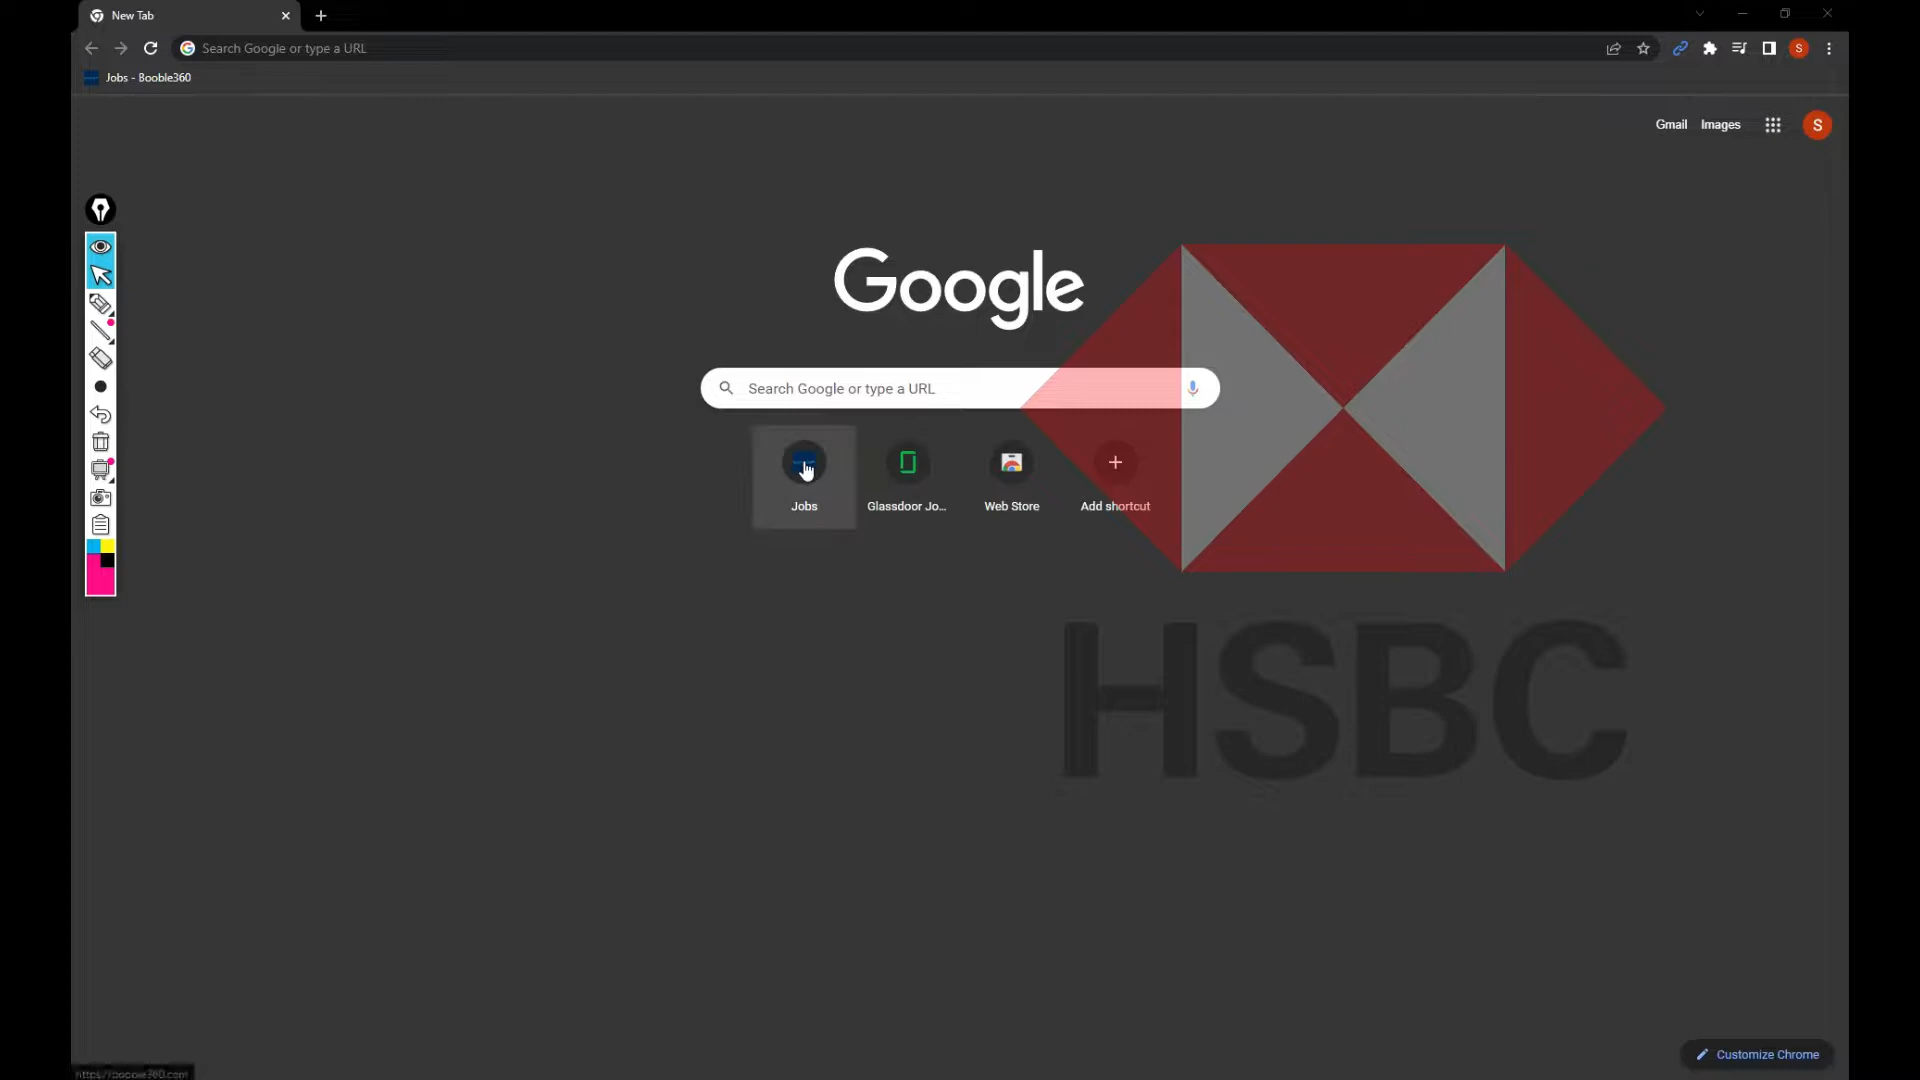 New Tab
Search Google or type a URL
S
Jobs - Booble360
Gmail Images
S
Google
Search Google or type a URL
Jobs
Glassdoor Jo...
Web Store
Add shortcut
HSBC
Customize Chrome